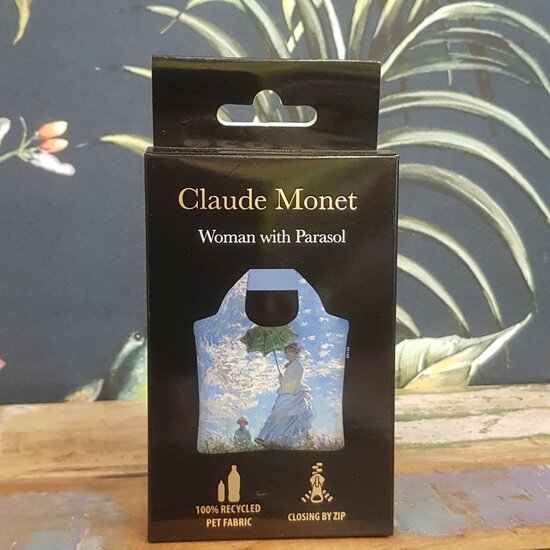 Claude Monet
Woman with Parasol
100% RECYCLED
PET FABRIC
CLOSING BY ZIP